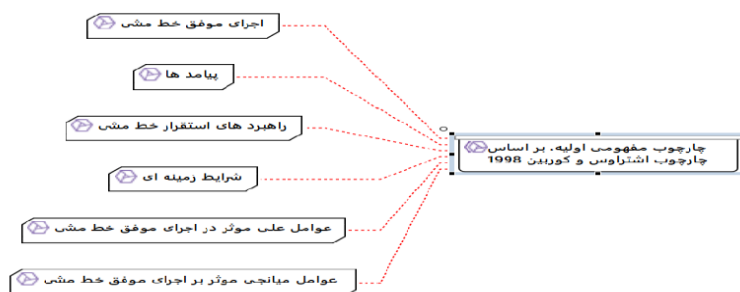 اجرای موفق خط مشی
پیامد ها
راهبرد های استقرار خط مشی
چارچوب مفهومی اولیه، بر اساس
چارچوب اشتراوس و کوربین 1998
شرایط زمینه ای
عوامل علی موثر در اجرای موفق خط مشی
عوامل میانجی موثر بر اجرای موفق خط مشی